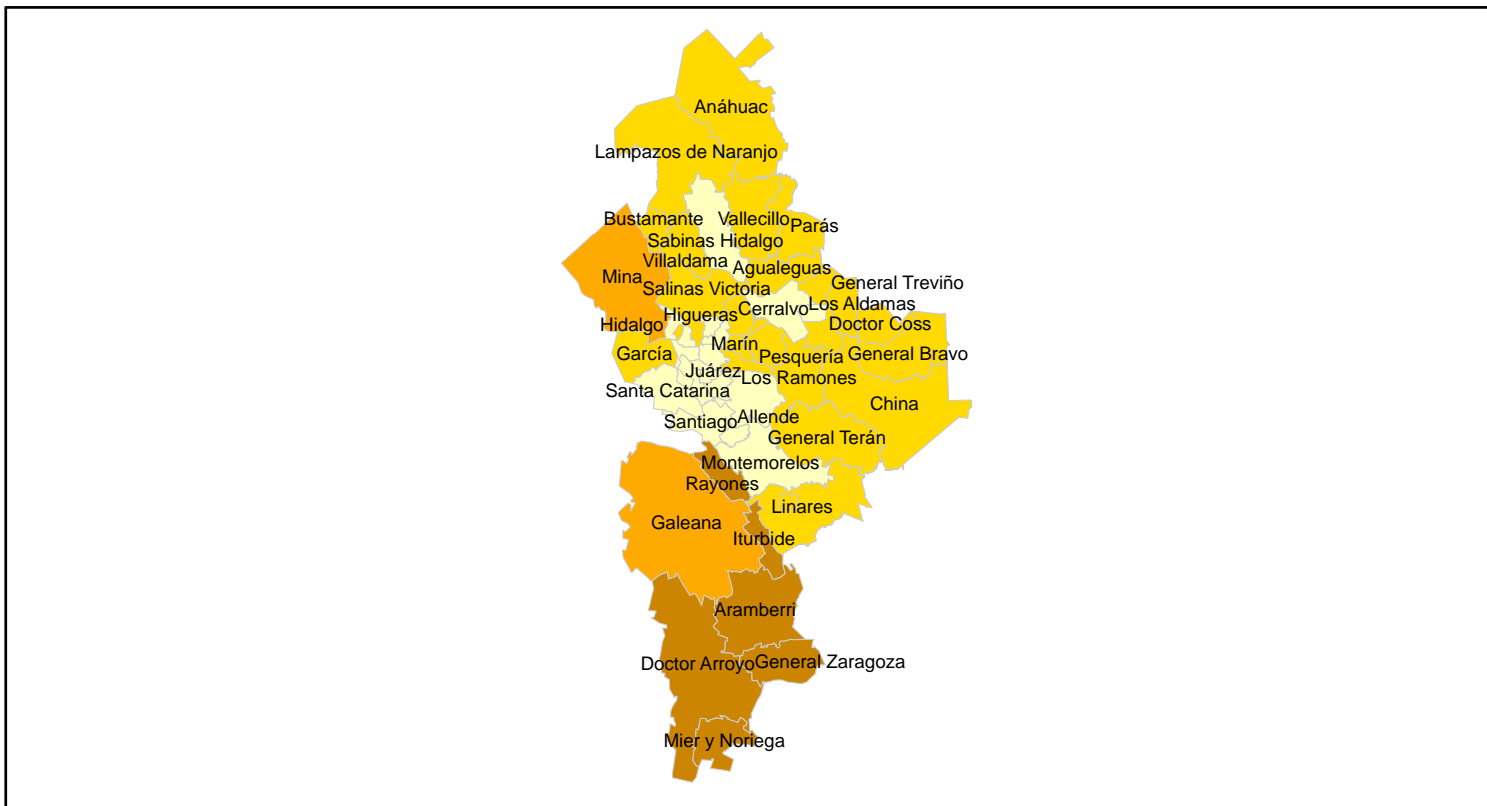 Anáhuac
Lampazos de Naranjo
Bustamante
Vallecillo
Parás
Sabinas Hidalgo
Villaldama
Agualeguas
Mina
General Treviño
Salinas Victoria
Los Aldamas
Cerralvo
Higueras
Hidalgo
Doctor Coss
Marín
García
Pesquería
General Bravo
Juárez
Los Ramones
Santa Catarina
China
Allende
Santiago
General Terán
Montemorelos
Rayones
Linares
Galeana
Iturbide
Aramberri
Doctor Arroyo
General Zaragoza
Mier y Noriega